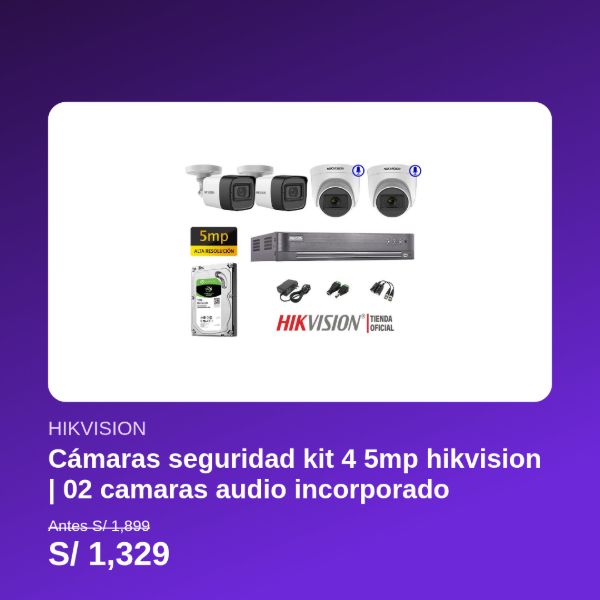 5mp
ALTA RESOLUCIÓN
HIKVISION® TIENDA
OFICIAL
HIKVISION
Cámaras seguridad kit 4 5mp hikvision
| 02 camaras audio incorporado
Antes S/ 1,899
S/ 1,329